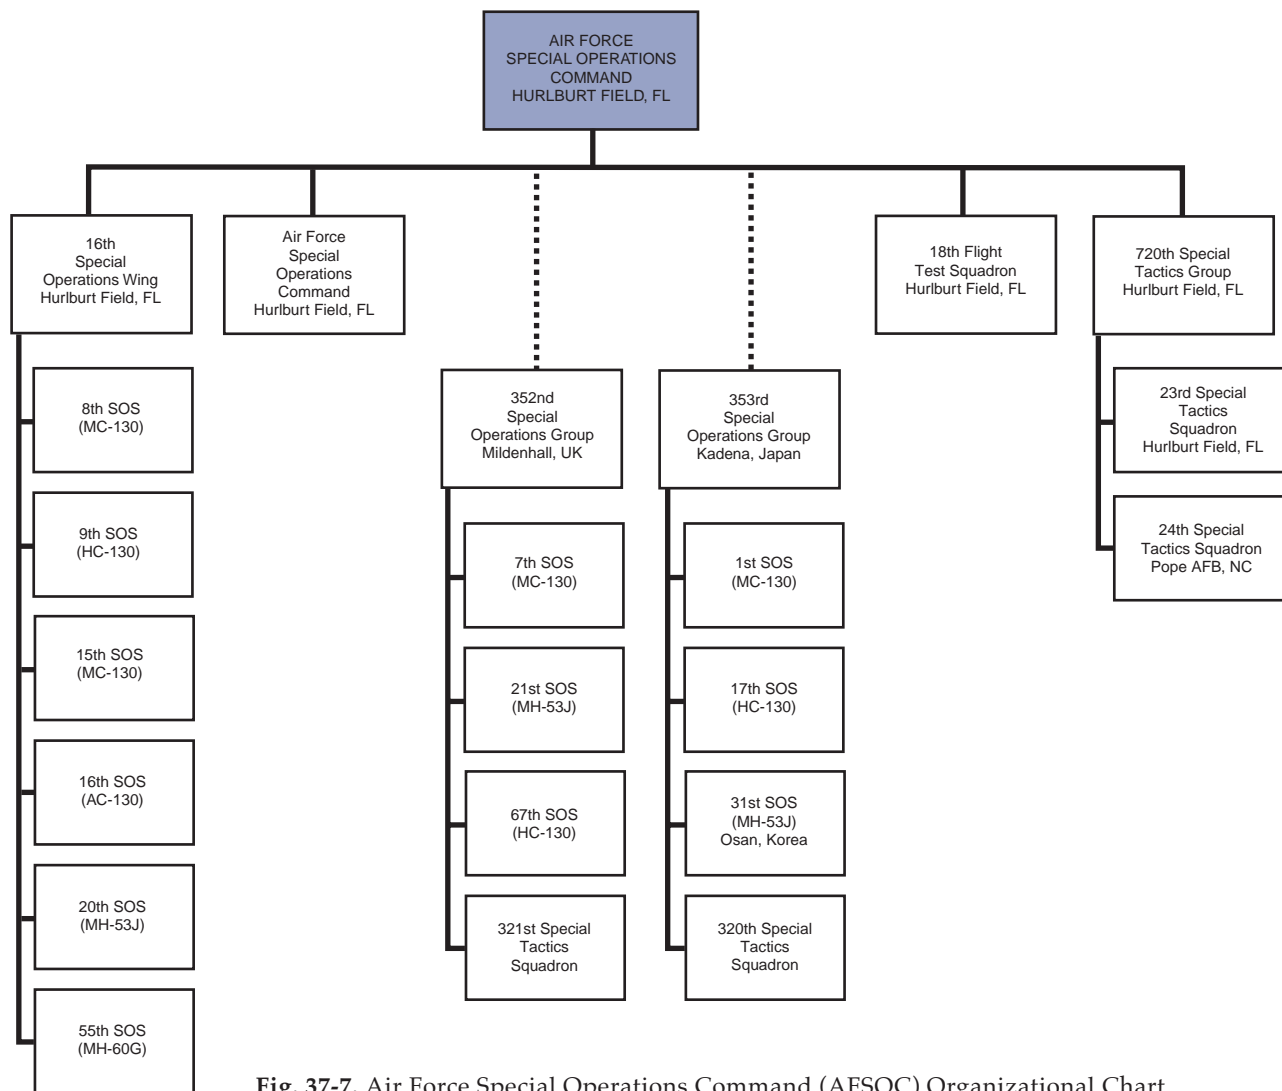 AIR FORCE
SPECIAL OPERATIONS
COMMAND
HURLBURT FIELD, FL
16th
Special
Operations Wing
Hurlburt Field, FL
Air Force
Special
Operations
Command
Hurlburt Field, FL
18th Flight
Test Squadron
Hurlburt Field, FL
720th Special
Tactics Group
Hurlburt Field, FL
8th SOS
(MC-130)
9th SOS
(HC-130)
15th SOS
(MC-130)
16th SOS
(AC-130)
20th SOS
(MH-53J)
55th SOS
(MH-60G)
352nd
Special
Operations Group
Mildenhall, UK
7th SOS
(MC-130)
21st SOS
(MH-53J)
67th SOS
(HC-130)
321st Special
Tactics
Squadron
353rd
Special
Operations Group
Kadena, Japan
1st SOS
(MC-130)
17th SOS
(HC-130)
31st SOS
(MH-53J)
Osan, Korea
320th Special
Tactics
Squadron
23rd Special
Tactics
Squadron
Hurlburt Field, FL
24th Special
Tactics Squadron
Pope AFB, NC
Fig. 37-7. Air Force Special Operations Command (AFSOC) Organizational Chart